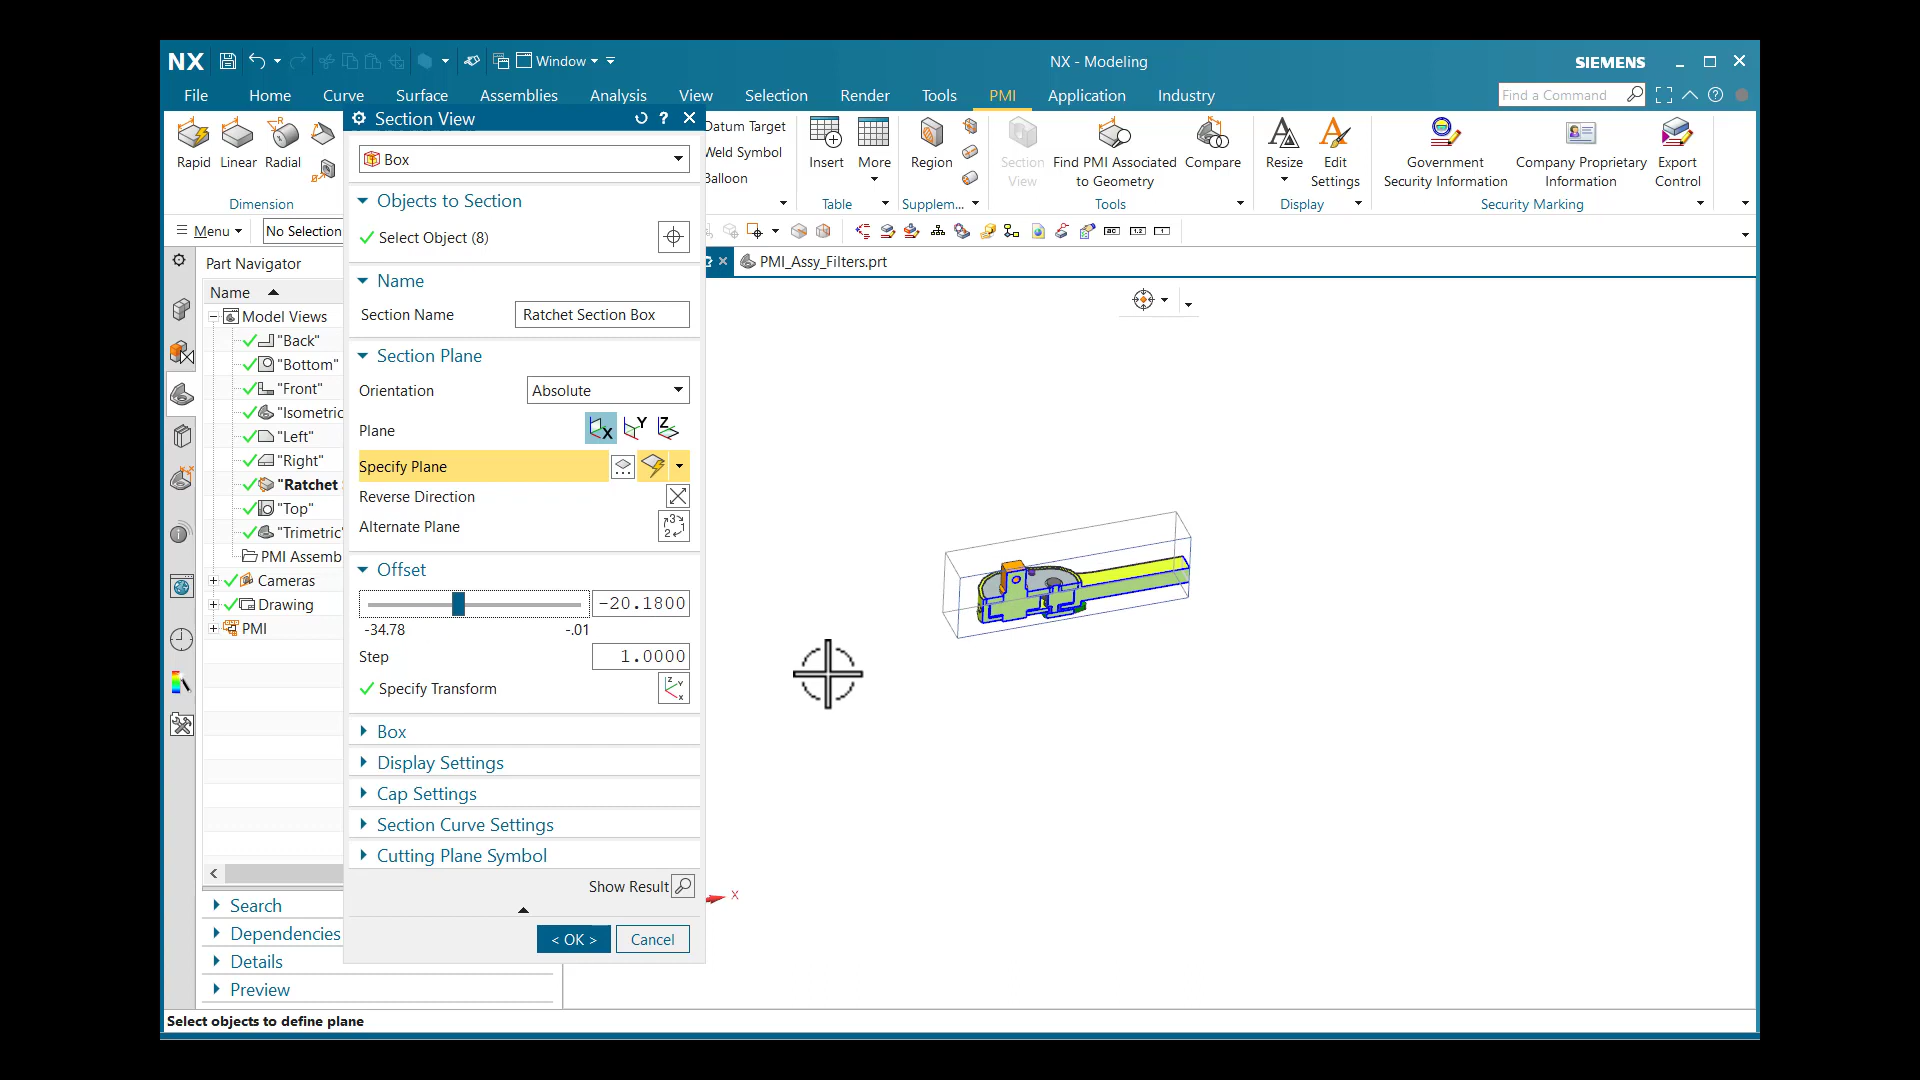 NX
Window
NX - Modeling
SIEMENS
File
Home
Curve
Surface
Assemblies
Analysis
View
Selection
Render
Tools
PMI
Application
Industry
Find a Command
Rapid
Linear
Radial
Dimension
Datum Target
Weld Symbol
Balloon
Insert
More
Table
Region
Supplem...
Section View
Find PMI Associated to Geometry
Compare
Tools
Resize
Edit Settings
Display
Government Security Information
Company Proprietary Information
Export Control
Security Marking
Menu
No Selection
PMI_Assy_Filters.prt
Part Navigator
Name
Model Views
"Back"
"Bottom"
"Front"
"Isometric
"Left"
"Right"
"Ratchet
"Top"
"Trimetric"
PMI Assemb
Cameras
Drawing
PMI
Search
Dependencies
Details
Preview
Section View
Box
Objects to Section
Select Object (8)
Name
Section Name
Ratchet Section Box
Section Plane
Orientation
Absolute
Plane
X
Y
Z
Specify Plane
Reverse Direction
Alternate Plane
Offset
-20.1800
-34.78
-.01
Step
1.0000
Specify Transform
Box
Display Settings
Cap Settings
Section Curve Settings
Cutting Plane Symbol
Show Result
< OK >
Cancel
X
Select objects to define plane